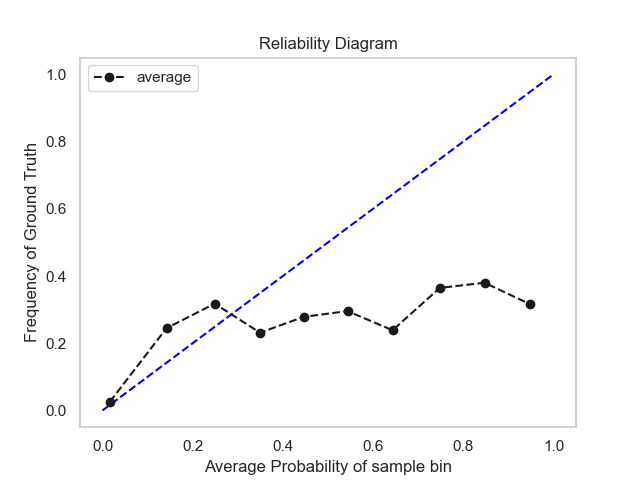 Reliability Diagram
average
Frequency of Ground Truth
1.0
0.8
0.6
0.4
0.2
0.0
0.0 0.2 0.4 0.6 0.8 1.0
Average Probability of sample bin